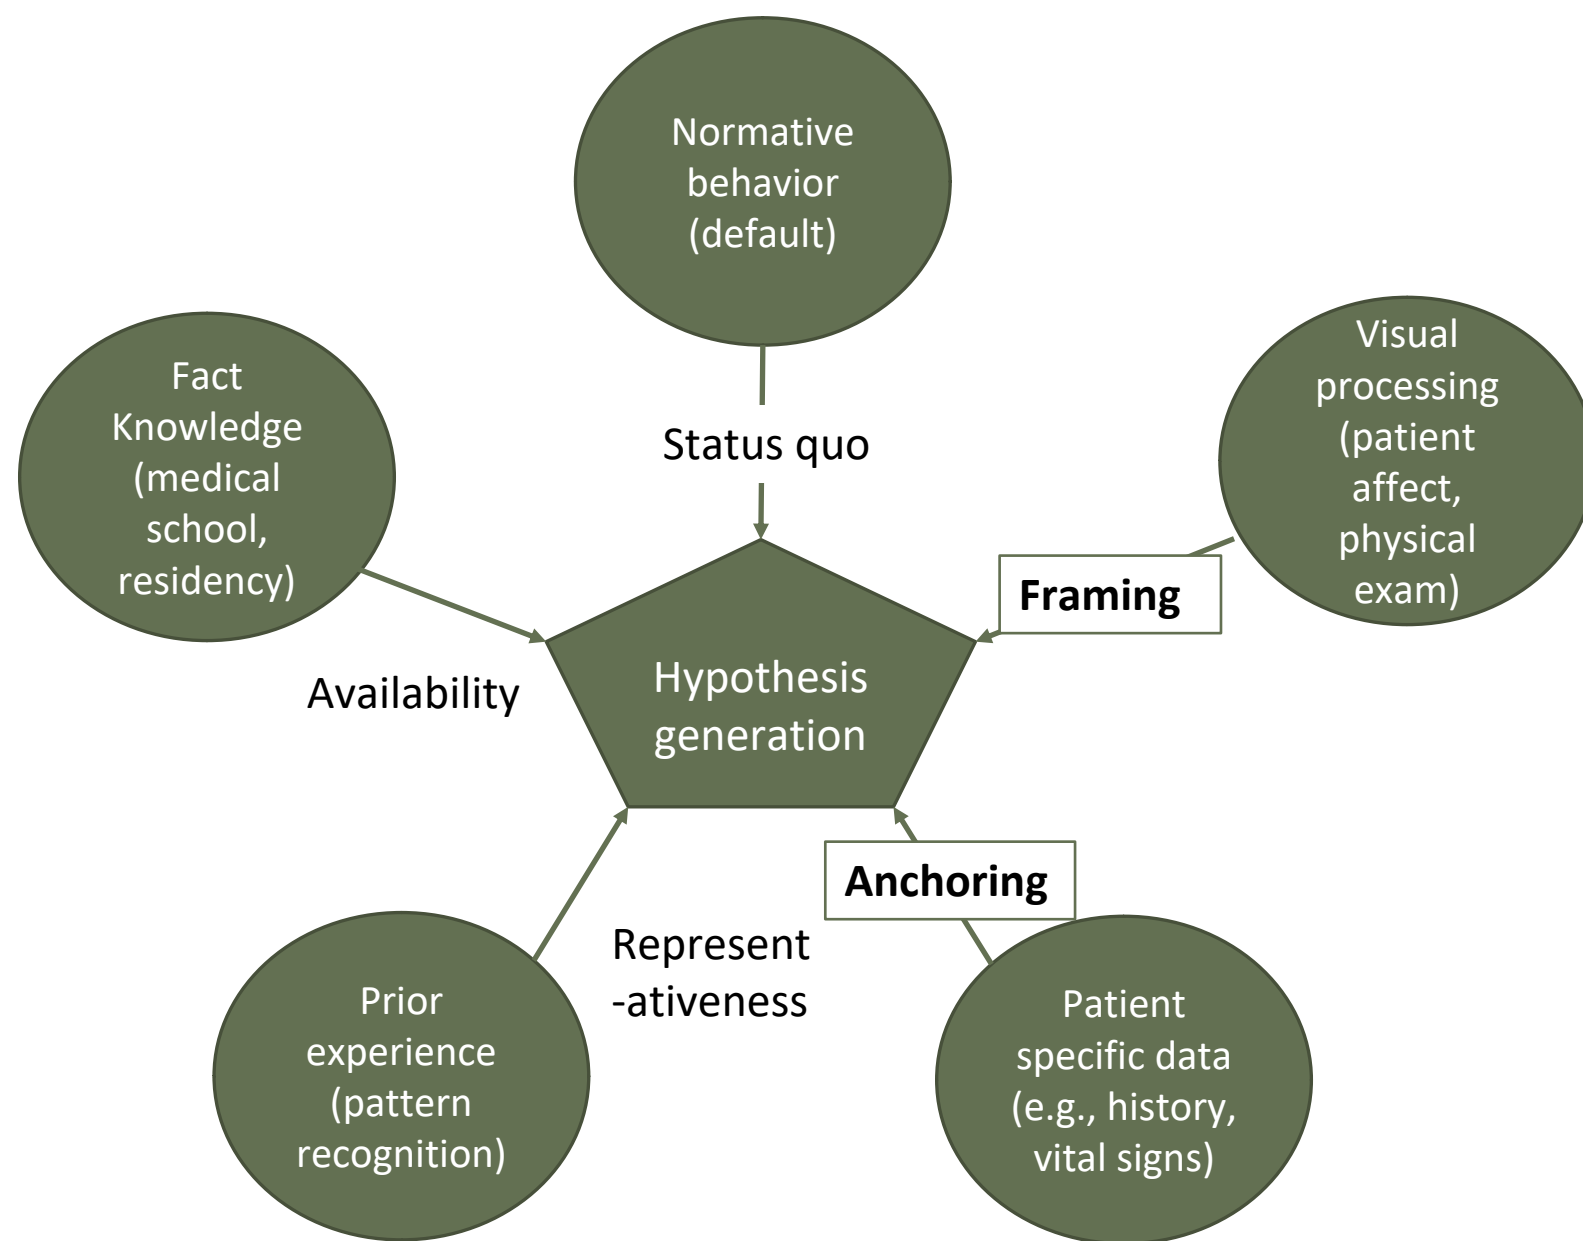 Normative
behavior
(default)
Fact
Knowledge
(medical
school,
residency)
Visual
processing
(patient
affect,
physical
exam)
Status quo
Framing
Availability
Hypothesis
generation
Anchoring
Represent
-ativeness
Prior
experience
(pattern
recognition)
Patient
specific data
(e.g., history,
vital signs)